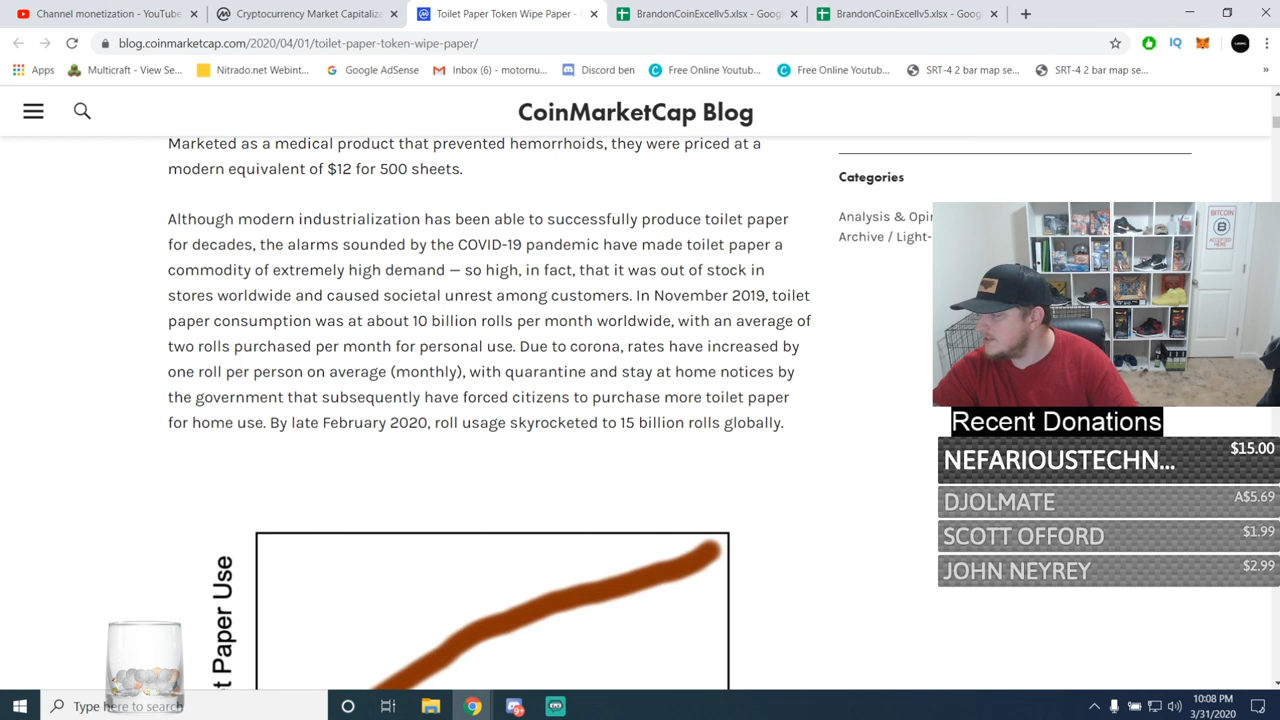 Channel monetization - YouTube
Cryptocurrency Market Capitaliza
Toilet Paper Token Wipe Paper -
BrandonCoinExcellv5.xlsx - Goog
BrandonCoinExcellv5.xlsx - Goog
blog.coinmarketcap.com/2020/04/01/toilet-paper-token-wipe-paper/
Apps
Multicraft - View Se...
Nitrado.net Webint...
Google AdSense
Inbox (6) - motornu...
Discord ben
Free Online Youtub...
Free Online Youtub...
SRT-4 2 bar map se...
SRT-4 2 bar map se...
CoinMarketCap Blog
Marketed as a medical product that prevented hemorrhoids, they were priced at a
modern equivalent of $12 for 500 sheets.
Although modern industrialization has been able to successfully produce toilet paper
for decades, the alarms sounded by the COVID-19 pandemic have made toilet paper a
commodity of extremely high demand — so high, in fact, that it was out of stock in
stores worldwide and caused societal unrest among customers. In November 2019, toilet
paper consumption was at about 10 billion rolls per month worldwide, with an average of
two rolls purchased per month for personal use. Due to corona, rates have increased by
one roll per person on average (monthly), with quarantine and stay at home notices by
the government that subsequently have forced citizens to purchase more toilet paper
for home use. By late February 2020, roll usage skyrocketed to 15 billion rolls globally.
t Paper Use
Categories
Analysis & Opi
Archive / Light-
BITCOIN
B
ACCEPTED
HERE
Recent Donations
NEFARIOUSTECHN... $15.00
DJOLMATE A$5.69
SCOTT OFFORD $1.99
JOHN NEYREY $2.99
Type here to search
10:08 PM
3/31/2020